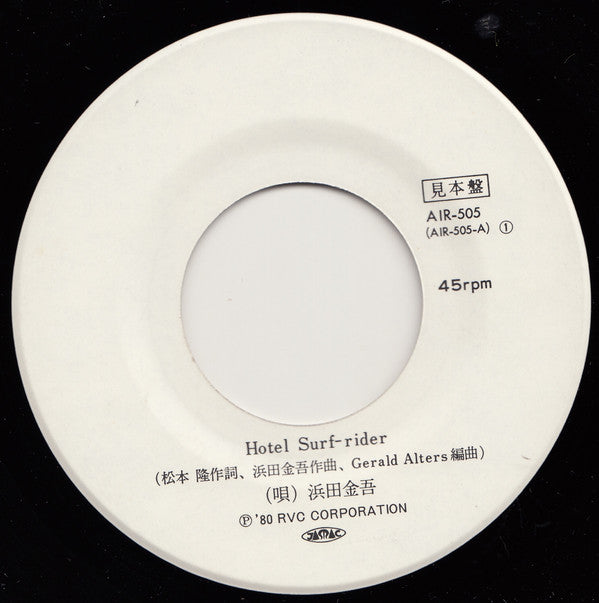 見本盤
AIR-505
(AIR-505-A) ①
45rpm
Hotel Surf-rider
(松本 隆作詞、浜田金吾作曲、Gerald Alters編曲)
(唄) 浜田金吾
Ⓟ'80 RVC CORPORATION
JASRAC